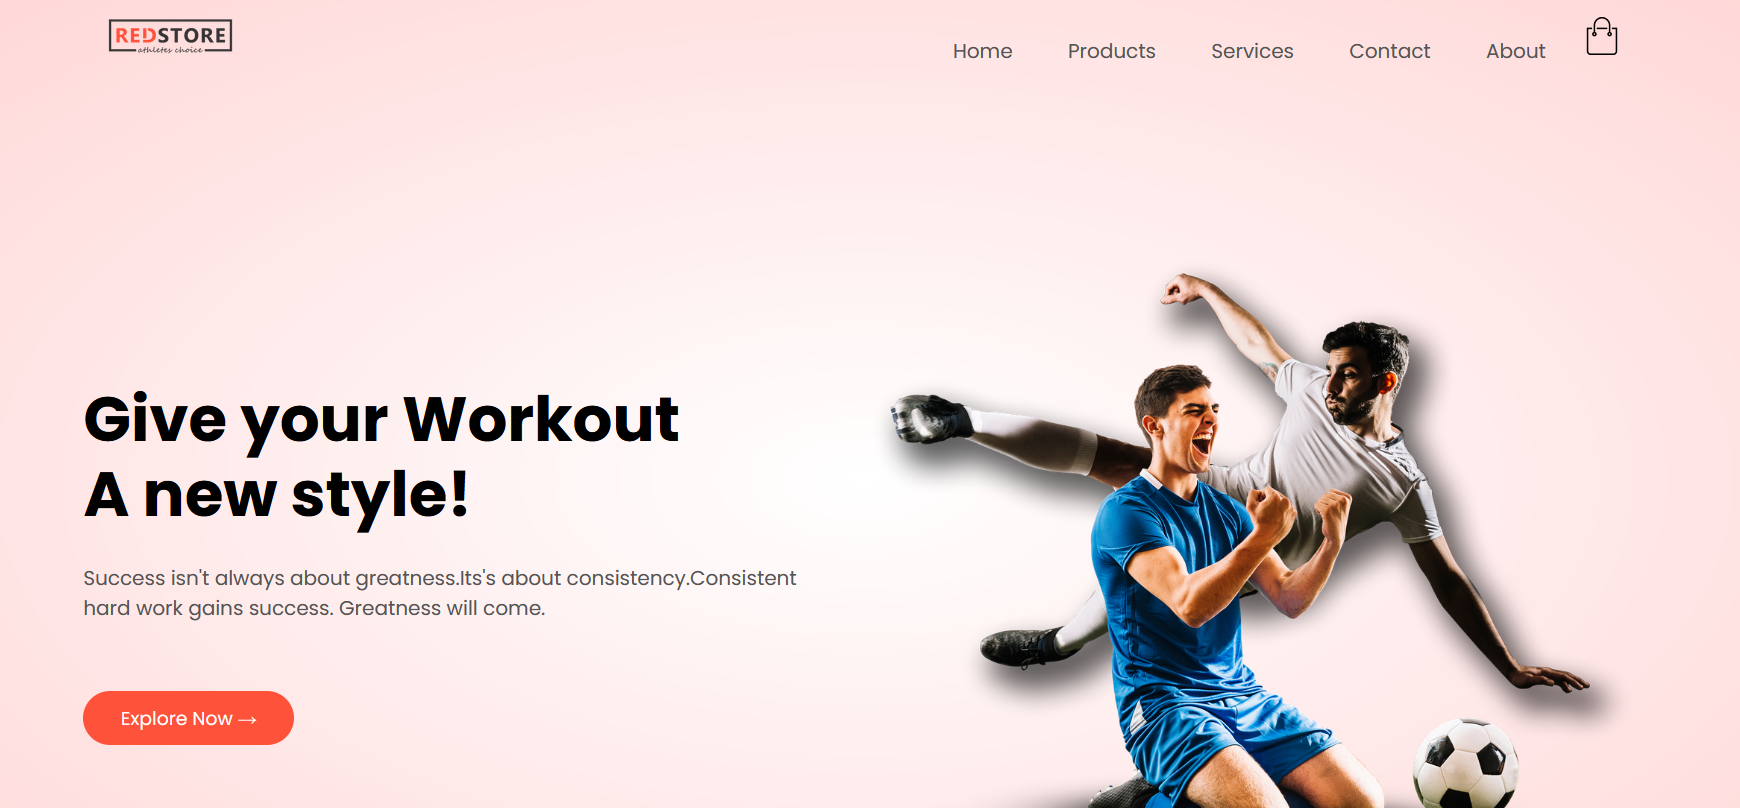 REDSTORE
athletes choice
Home Products Services Contact About
Give your Workout
A new style!
Success isn't always about greatness.Its's about consistency.Consistent
hard work gains success. Greatness will come.
Explore Now →